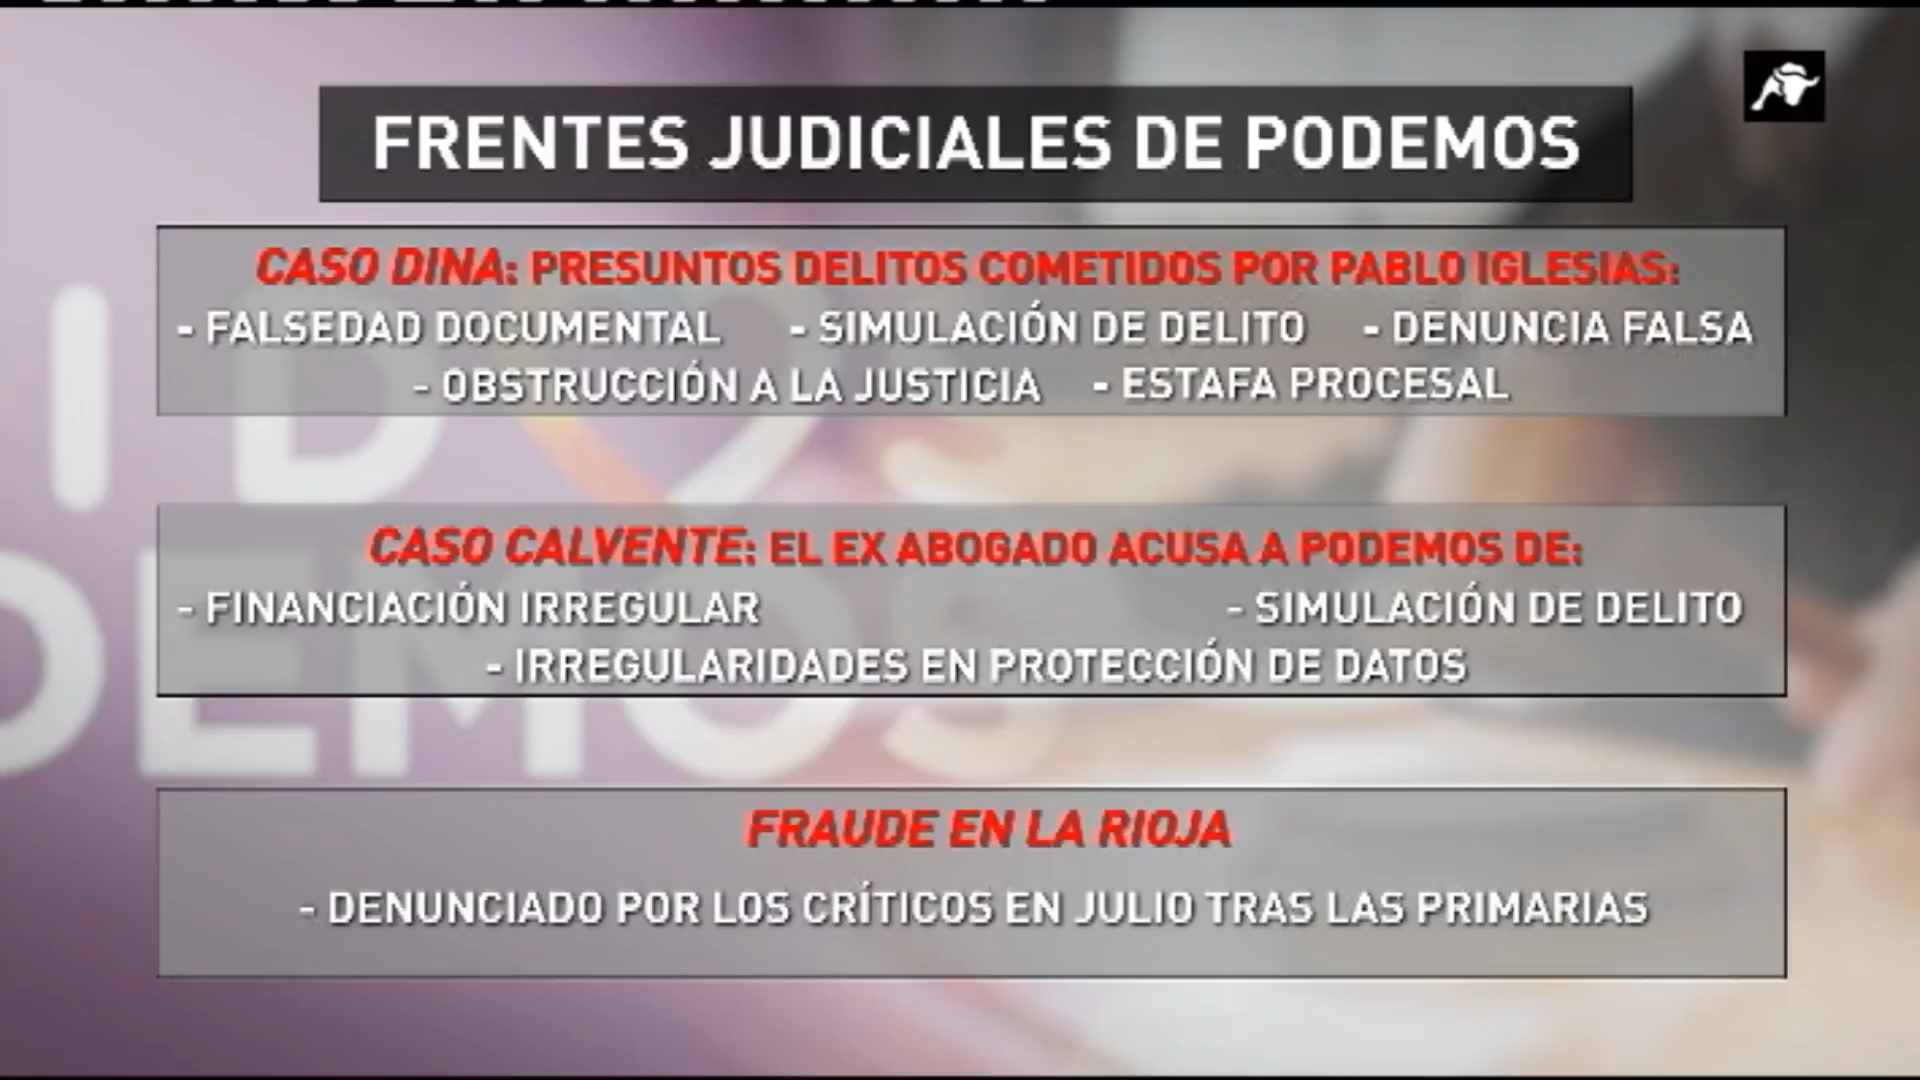 FRENTES JUDICIALES DE PODEMOS
CASO DINA: PRESUNTOS DELITOS COMETIDOS POR PABLO IGLESIAS:
- FALSEDAD DOCUMENTAL - SIMULACIÓN DE DELITO - DENUNCIA FALSA
- OBSTRUCCIÓN A LA JUSTICIA - ESTAFA PROCESAL
CASO CALVENTE: EL EX ABOGADO ACUSA A PODEMOS DE:
- FINANCIACIÓN IRREGULAR - SIMULACIÓN DE DELITO
- IRREGULARIDADES EN PROTECCIÓN DE DATOS
FRAUDE EN LA RIOJA
- DENUNCIADO POR LOS CRÍTICOS EN JULIO TRAS LAS PRIMARIAS
ID
DEMOS